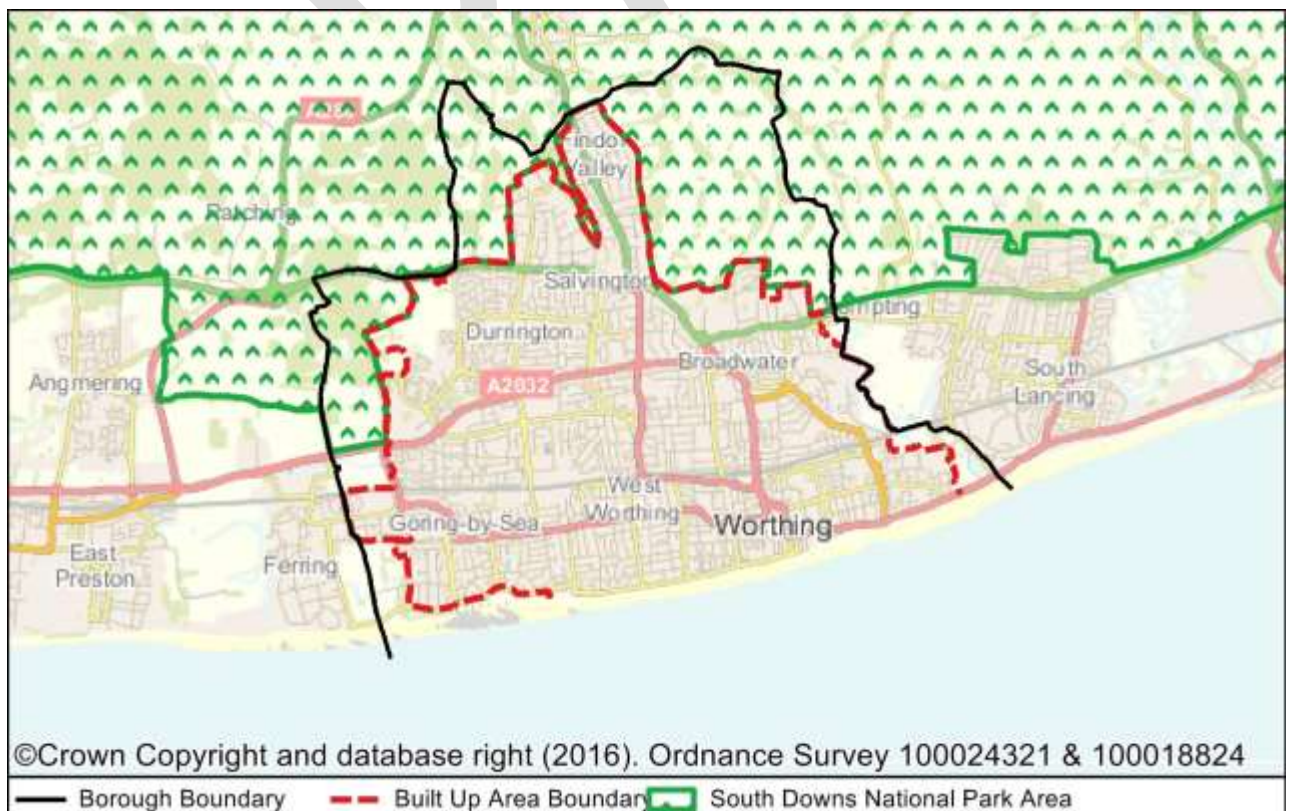 Findo
Valley
Patching
Salvington
Durrington
Broadwater
Angmering
A2032
South
Lancing
West
Worthing
Worthing
Goring-by-Sea
East
Preston
Ferring
©Crown Copyright and database right (2016). Ordnance Survey 100024321 & 100018824
Borough Boundary
Built Up Area Boundary
South Downs National Park Area